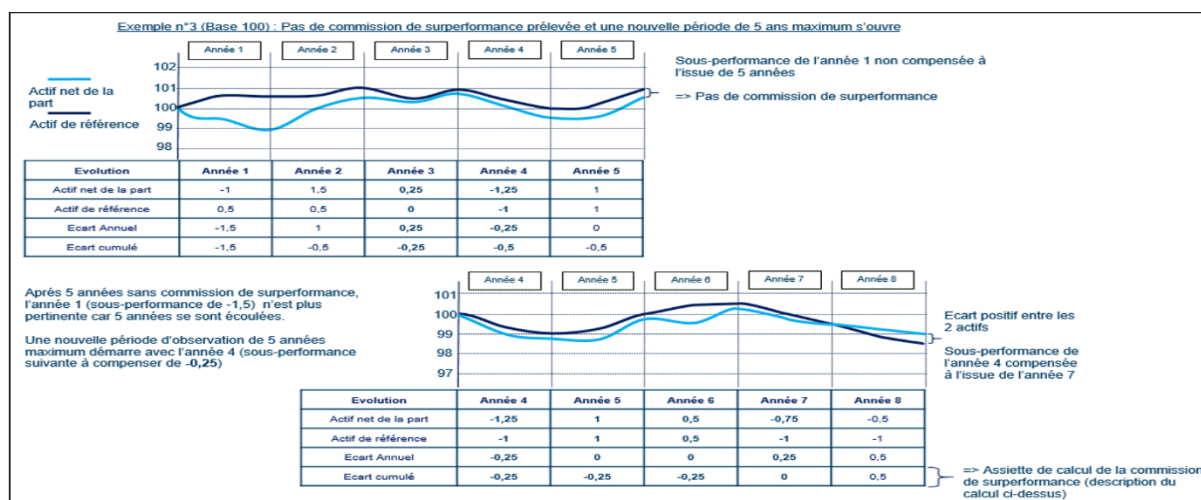 Exemple n°3 (Base 100) : Pas de commission de surperformance prélevée et une nouvelle période de 5 ans maximum s'ouvre
Année 1 Année 2 Année 3 Année 4 Année 5
102
101
100
99
98
Actif net de la part
Actif de référence
Sous-performance de l'année 1 non compensée à
l'issue de 5 années
=> Pas de commission de surperformance
Evolution Année 1 Année 2 Année 3 Année 4 Année 5
Actif net de la part -1 1,5 0,25 -1,25 1
Actif de référence 0,5 0,5 0 -1 1
Ecart Annuel -1,5 1 0,25 -0,25 0
Ecart cumulé -1,5 -0,5 -0,25 -0,5 -0,5
Après 5 années sans commission de surperformance,
l'année 1 (sous-performance de -1,5) n'est plus
pertinente car 5 années se sont écoulées.
Une nouvelle période d'observation de 5 années
maximum démarre avec l'année 4 (sous-performance
suivante à compenser de -0,25)
Année 4 Année 5 Année 6 Année 7 Année 8
101
100
99
98
97
Ecart positif entre les
2 actifs
Sous-performance de
l'année 4 compensée
à l'issue de l'année 7
Evolution Année 4 Année 5 Année 6 Année 7 Année 8
Actif net de la part -1,25 1 0,5 -0,75 -0,5
Actif de référence -1 1 0,5 -1 -1
Ecart Annuel -0,25 0 0 0,25 0,5
Ecart cumulé -0,25 -0,25 -0,25 0 0,5
=> Assiette de calcul de la commission
de surperformance (description du
calcul ci-dessus)